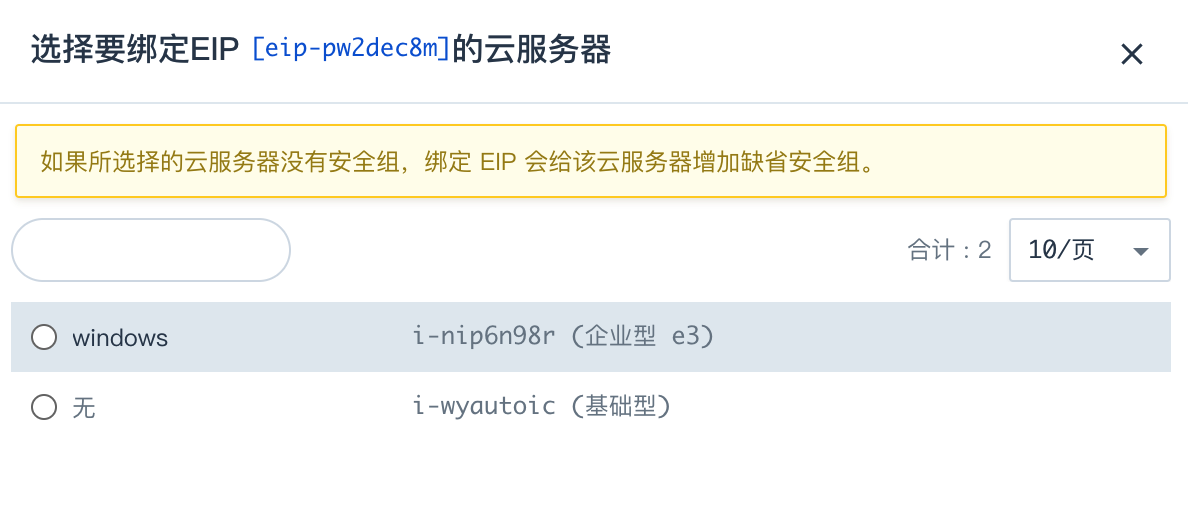 选择要绑定EIP [eip-pw2dec8m]的云服务器
如果所选择的云服务器没有安全组，绑定 EIP 会给该云服务器增加缺省安全组。
合计：2 10/页
windows i-nip6n98r (企业型 e3)
无 i-wyautoic (基础型)